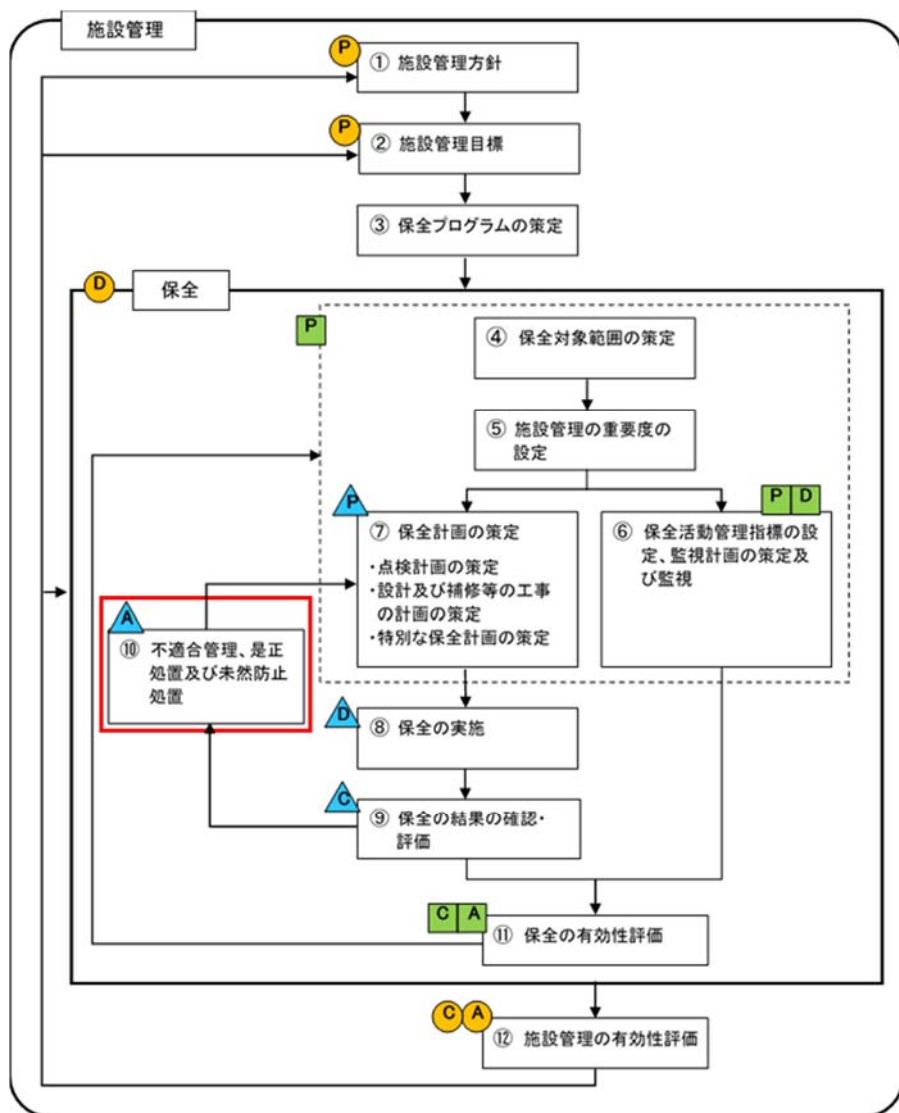 施設管理
P
① 施設管理方針
P
② 施設管理目標
③ 保全プログラムの策定
D
保全
P
④ 保全対象範囲の策定
⑤ 施設管理の重要度の
設定
P
⑦ 保全計画の策定
・点検計画の策定
・設計及び補修等の工事
の計画の策定
・特別な保全計画の策定
P D
⑥ 保全活動管理指標の設
定、監視計画の策定及
び監視
A
⑩ 不適合管理、是正
処置及び未然防止
処置
D
⑧ 保全の実施
C
⑨ 保全の結果の確認・
評価
C A
⑪ 保全の有効性評価
C A
⑫ 施設管理の有効性評価